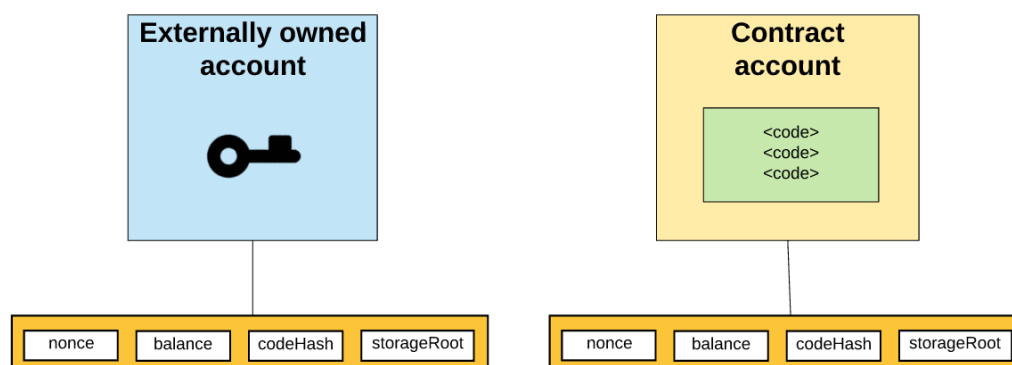 Externally owned
account
Contract
account
<code>
<code>
<code>
nonce balance codeHash storageRoot
nonce balance codeHash storageRoot